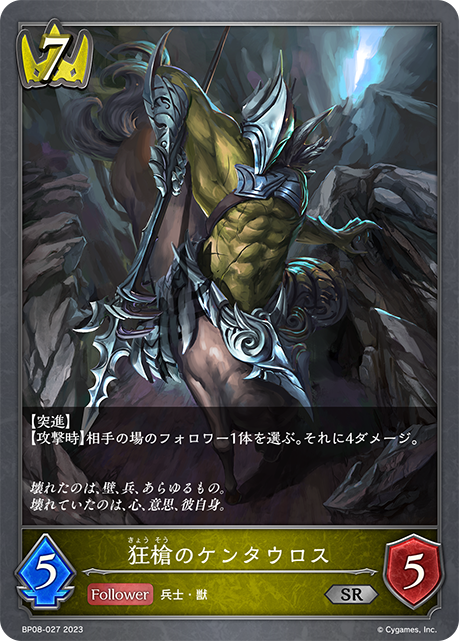 7
【突進】
【攻撃時】相手の場のフォロワー1体を選ぶ。それに4ダメージ。
壊れたのは、壁、兵、あらゆるもの。
壊れていたのは、心、意思、彼自身。
きょう そう
狂槍のケンタウロス
5
Follower 兵士・獣
SR
5
BP08-027 2023
© Cygames, Inc.